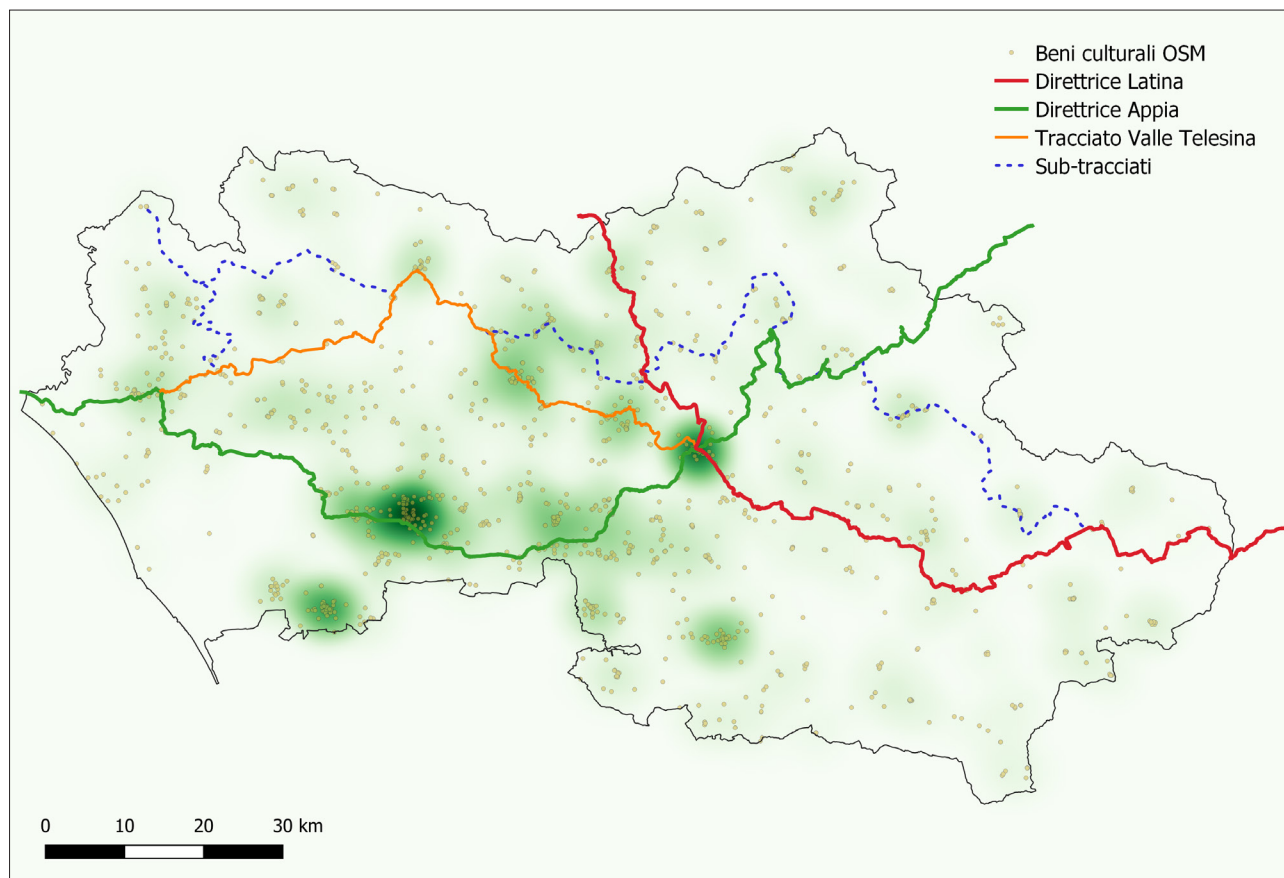 Beni culturali OSM
Direttrice Latina
Direttrice Appia
Tracciato Valle Telesina
Sub-tracciati
0 10 20 30 km